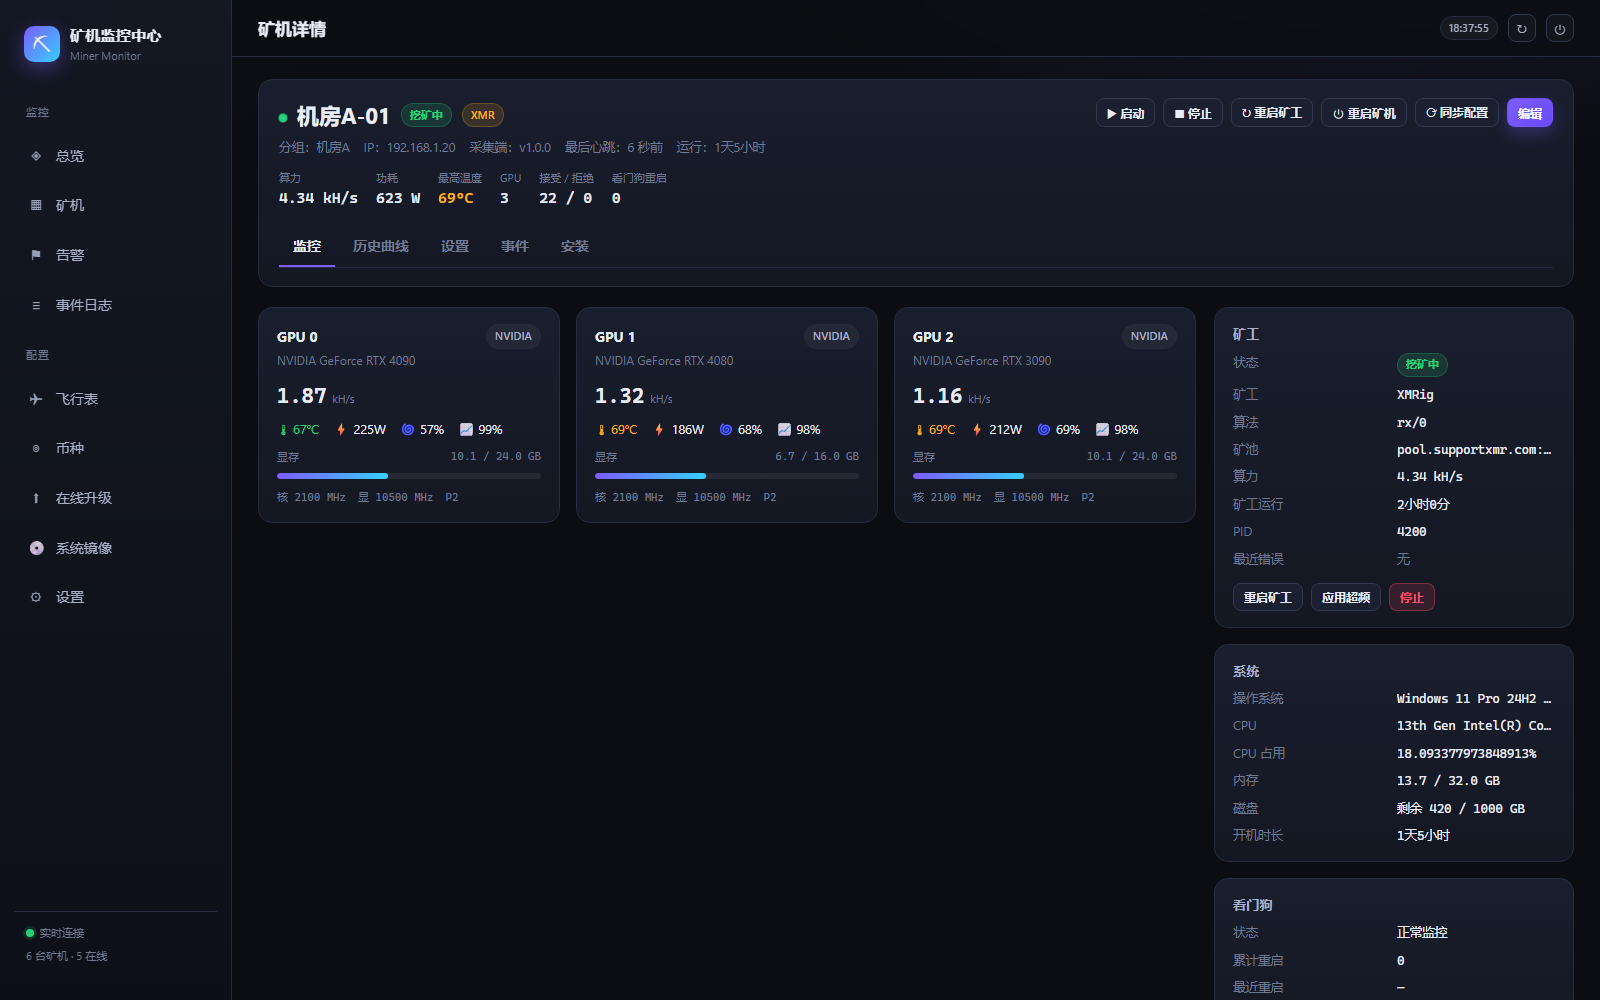 矿机监控中心
Miner Monitor
监控
总览
矿机
告警
事件日志
配置
飞行表
币种
在线升级
系统镜像
设置
实时连接
6 台矿机 · 5 在线
矿机详情
18:37:55
机房A-01 挖矿中 XMR
启动 停止 重启矿工 重启矿机 同步配置 编辑
分组：机房A IP：192.168.1.20 采集端：v1.0.0 最后心跳：6 秒前 运行：1天5小时
算力 功耗 最高温度 GPU 接受 / 拒绝 看门狗重启
4.34 kH/s 623 W 69°C 3 22 / 0 0
监控 历史曲线 设置 事件 安装
GPU 0 NVIDIA
NVIDIA GeForce RTX 4090
1.87 kH/s
67°C 225W 57% 99%
显存 10.1 / 24.0 GB
核 2100 MHz 显 10500 MHz P2
GPU 1 NVIDIA
NVIDIA GeForce RTX 4080
1.32 kH/s
69°C 186W 68% 98%
显存 6.7 / 16.0 GB
核 2100 MHz 显 10500 MHz P2
GPU 2 NVIDIA
NVIDIA GeForce RTX 3090
1.16 kH/s
69°C 212W 69% 98%
显存 10.1 / 24.0 GB
核 2100 MHz 显 10500 MHz P2
矿工
状态 挖矿中
矿工 XMRig
算法 rx/0
矿池 pool.supportxmr.com:…
算力 4.34 kH/s
矿工运行 2小时0分
PID 4200
最近错误 无
重启矿工 应用超频 停止
系统
操作系统 Windows 11 Pro 24H2 …
CPU 13th Gen Intel(R) Co…
CPU 占用 18.093377973848913%
内存 13.7 / 32.0 GB
磁盘 剩余 420 / 1000 GB
开机时长 1天5小时
看门狗
状态 正常监控
累计重启 0
最近重启 —